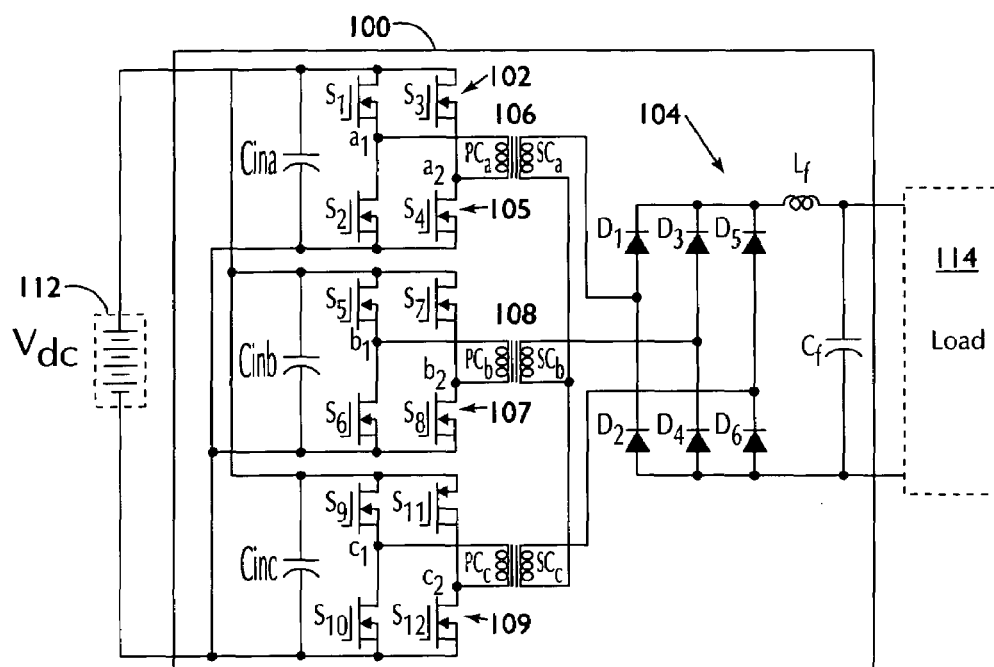 100
S1
S3
102
106
104
Cina
a1
PCa
SCa
a2
Lf
S2
S4
105
D1
D3
D5
114
112
S5
S7
108
Vdc
Cinb
b1
PCb
SCb
Cf
Load
b2
S6
S8
107
D2
D4
D6
S9
S11
Cinc
c1
PCc
SCc
c2
S10
S12
109